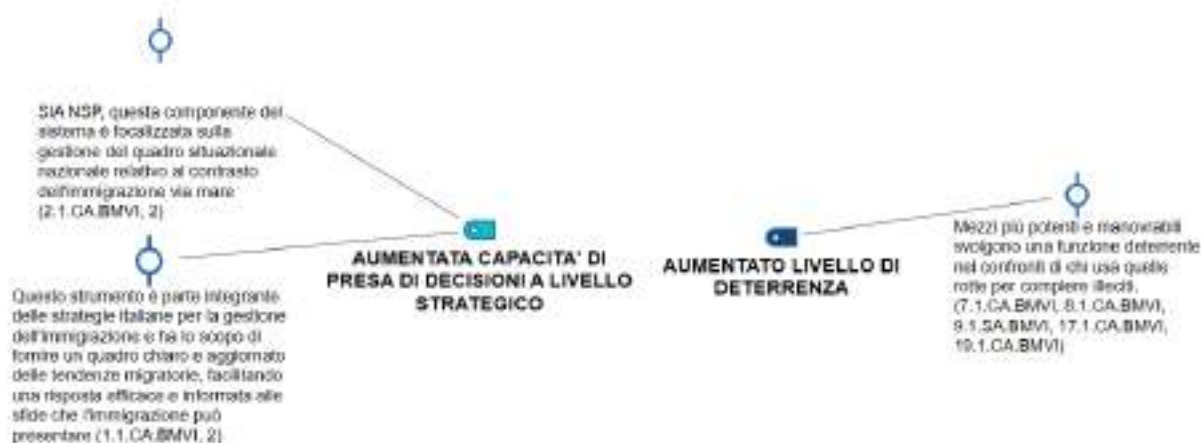 SIA NSP, questa componente del
sistema è focalizzata sulla
gestione del quadro situazionale
nazionale relativo al contrasto
dell'immigrazione via mare
(2.1.CA.BMVI, 2)
Questo strumento è parte integrante
delle strategie italiane per la gestione
dell'immigrazione e ha lo scopo di
fornire un quadro chiaro e aggiornato
delle tendenze migratorie, facilitando
una risposta efficace e informata alle
sfide che l'immigrazione può
presentare (1.1.CA.BMVI, 2)
AUMENTATA CAPACITA' DI
PRESA DI DECISIONI A LIVELLO
STRATEGICO
AUMENTATO LIVELLO DI
DETERRENZA
Mezzi più potenti e manovrabili
svolgono una funzione deterrente
nei confronti di chi usa quelle
rotte per compiere illeciti.
(7.1.CA.BMVI, 8.1.CA.BMVI,
9.1.SA.BMVI, 17.1.CA.BMVI,
19.1.CA.BMVI)